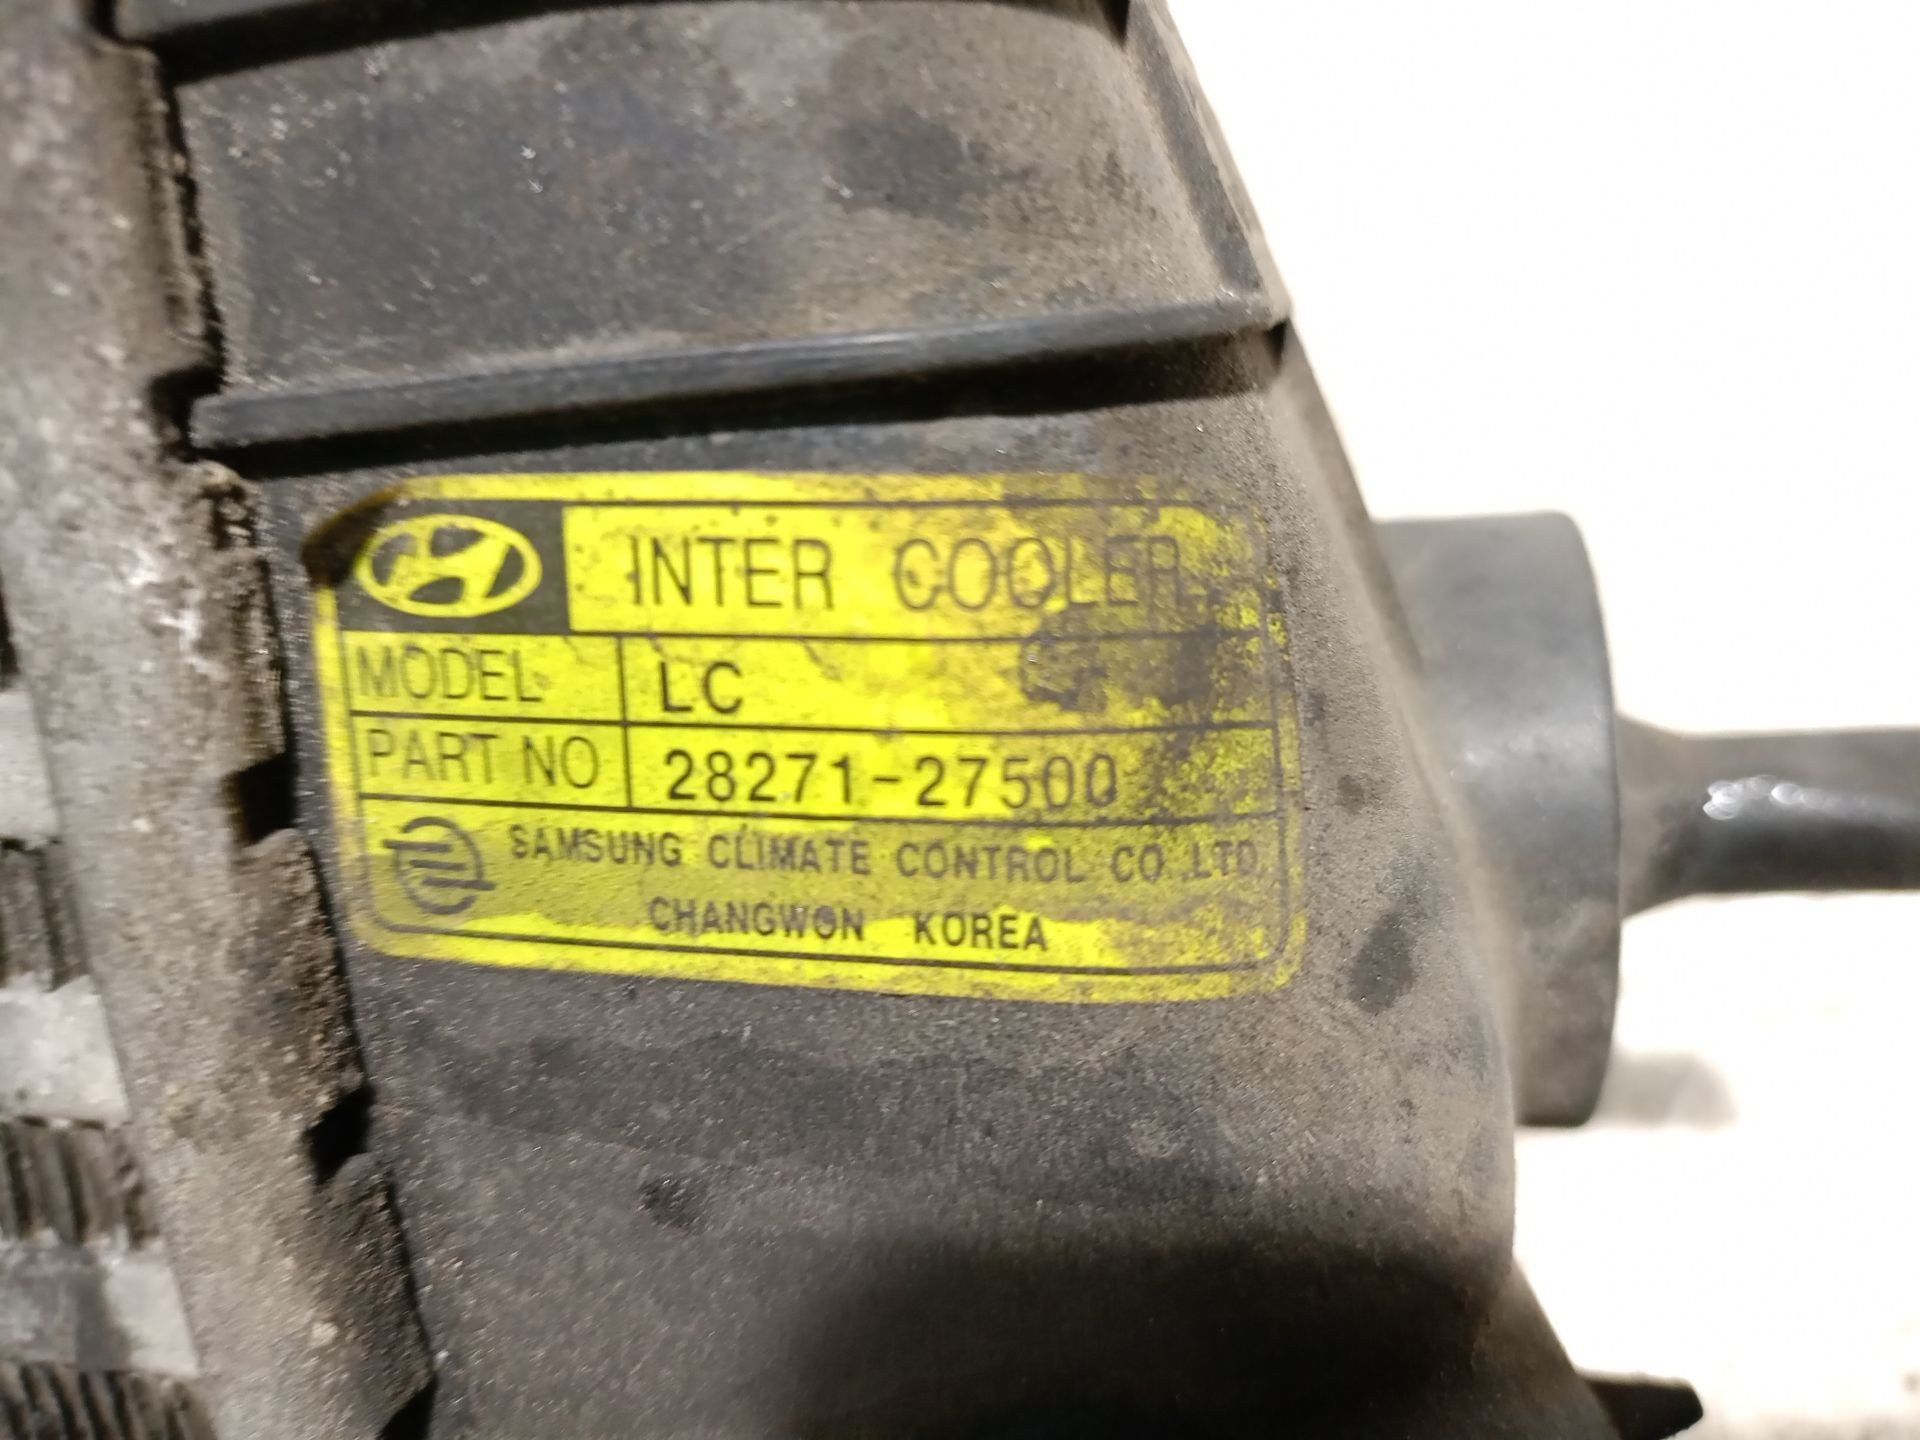 INTER COOLER
MODEL LC
PART NO 28271-27500
SAMSUNG CLIMATE CONTROL CO.,LTD.
CHANGWON KOREA